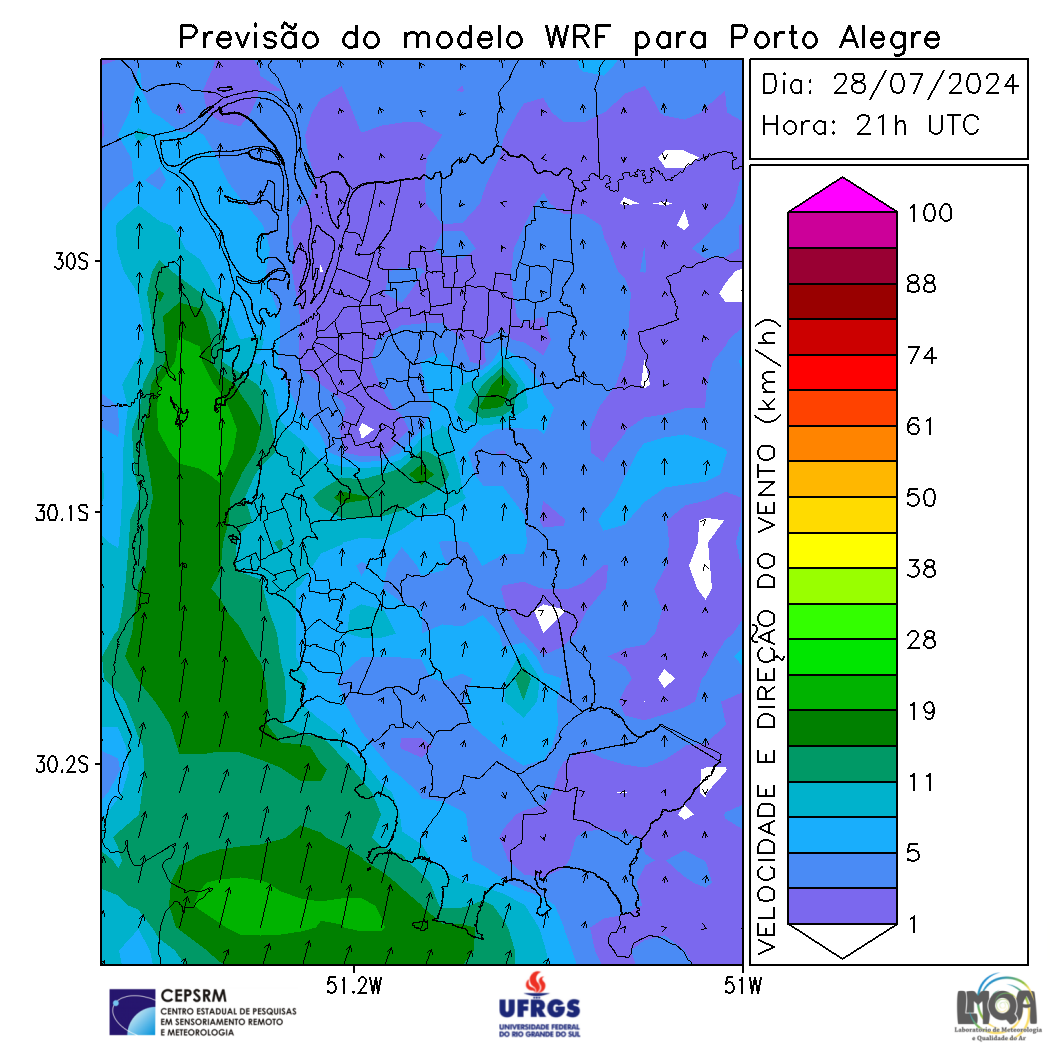 Previsão do modelo WRF para Porto Alegre
Dia: 28/07/2024
Hora: 21h UTC
30S
30.1S
30.2S
51.2W
51W
VELOCIDADE E DIREÇÃO DO VENTO (km/h)
100
88
74
61
50
38
28
19
11
5
1
CEPSRM
CENTRO ESTADUAL DE PESQUISAS
EM SENSORIAMENTO REMOTO
E METEOROLOGIA
UFRGS
UNIVERSIDADE FEDERAL
DO RIO GRANDE DO SUL
LMQA
Laboratório de Meteorologia
e Qualidade do Ar